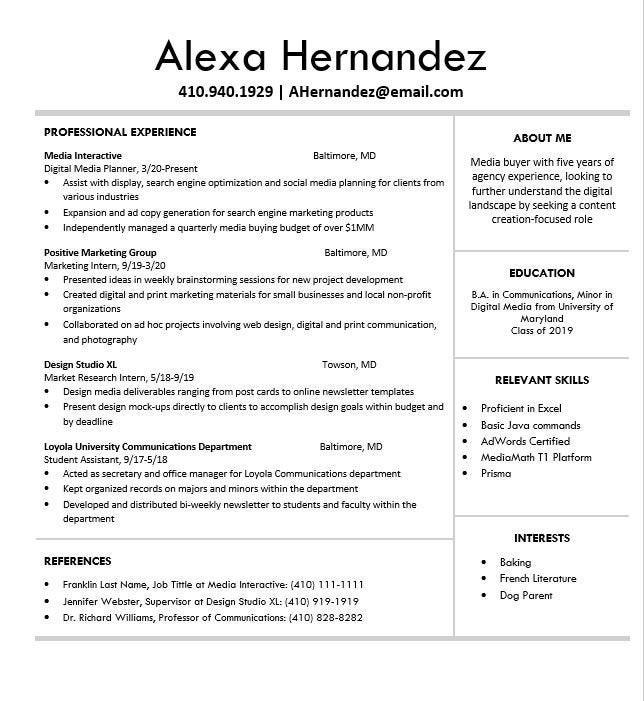 Alexa Hernandez
410.940.1929 | AHernandez@email.com
PROFESSIONAL EXPERIENCE
Media Interactive Baltimore, MD
Digital Media Planner, 3/20-Present
• Assist with display, search engine optimization and social media planning for clients from
various industries
• Expansion and ad copy generation for search engine marketing products
• Independently managed a quarterly media buying budget of over $1MM
Positive Marketing Group Baltimore, MD
Marketing Intern, 9/19-3/20
• Presented ideas in weekly brainstorming sessions for new project development
• Created digital and print marketing materials for small businesses and local non-profit
organizations
• Collaborated on ad hoc projects involving web design, digital and print communication,
and photography
Design Studio XL Towson, MD
Market Research Intern, 5/18-9/19
• Design media deliverables ranging from post cards to online newsletter templates
• Present design mock-ups directly to clients to accomplish design goals within budget and
by deadline
Loyola University Communications Department Baltimore, MD
Student Assistant, 9/17-5/18
• Acted as secretary and office manager for Loyola Communications department
• Kept organized records on majors and minors within the department
• Developed and distributed bi-weekly newsletter to students and faculty within the
department
REFERENCES
• Franklin Last Name, Job Tittle at Media Interactive: (410) 111-1111
• Jennifer Webster, Supervisor at Design Studio XL: (410) 919-1919
• Dr. Richard Williams, Professor of Communications: (410) 828-8282
ABOUT ME
Media buyer with five years of
agency experience, looking to
further understand the digital
landscape by seeking a content
creation-focused role
EDUCATION
B.A. in Communications, Minor in
Digital Media from University of
Maryland
Class of 2019
RELEVANT SKILLS
• Proficient in Excel
• Basic Java commands
• AdWords Certified
• MediaMath T1 Platform
• Prisma
INTERESTS
• Baking
• French Literature
• Dog Parent